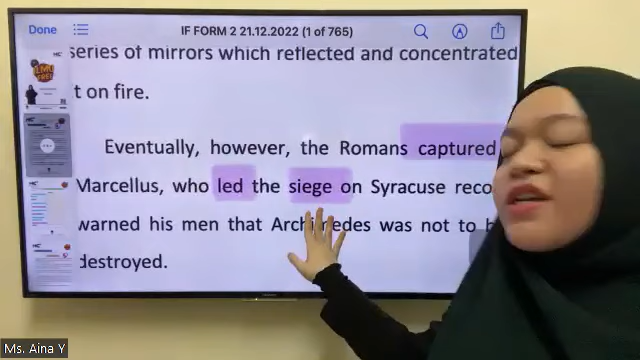 Done
IF FORM 2 21.12.2022 (1 of 765)
series of mirrors which reflected and concentrated
t on fire.
Eventually, however, the Romans captured
Marcellus, who led the siege on Syracuse reco
warned his men that Archimedes was not to b
destroyed.
Ms. Aina Y